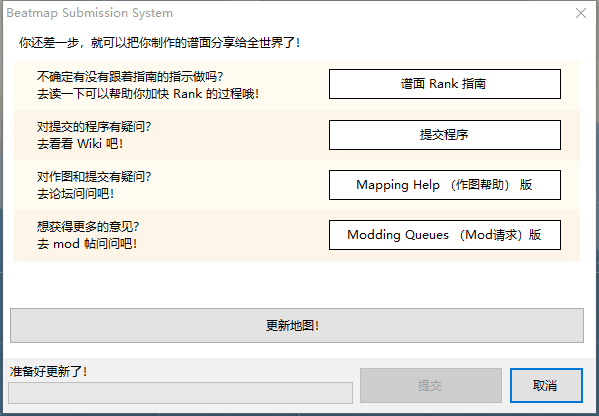 Beatmap Submission System
你还差一步，就可以把你制作的谱面分享给全世界了！
不确定有没有跟着指南的指示做吗？
去读一下可以帮助你加快 Rank 的过程哦！
谱面 Rank 指南
对提交的程序有疑问？
去看看 Wiki 吧！
提交程序
对作图和提交有疑问？
去论坛问问吧！
Mapping Help （作图帮助） 版
想获得更多的意见？
去 mod 帖问问吧！
Modding Queues （Mod请求）版
更新地图！
准备好更新了！
提交
取消